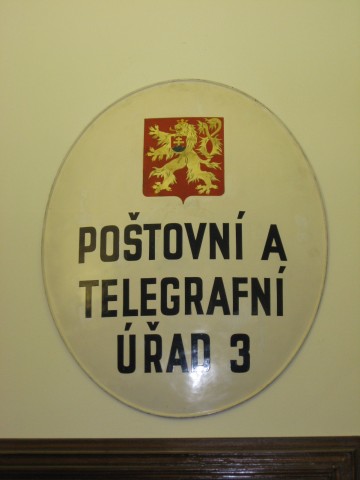 POŠTOVNÍ A
TELEGRAFNÍ
ÚŘAD 3